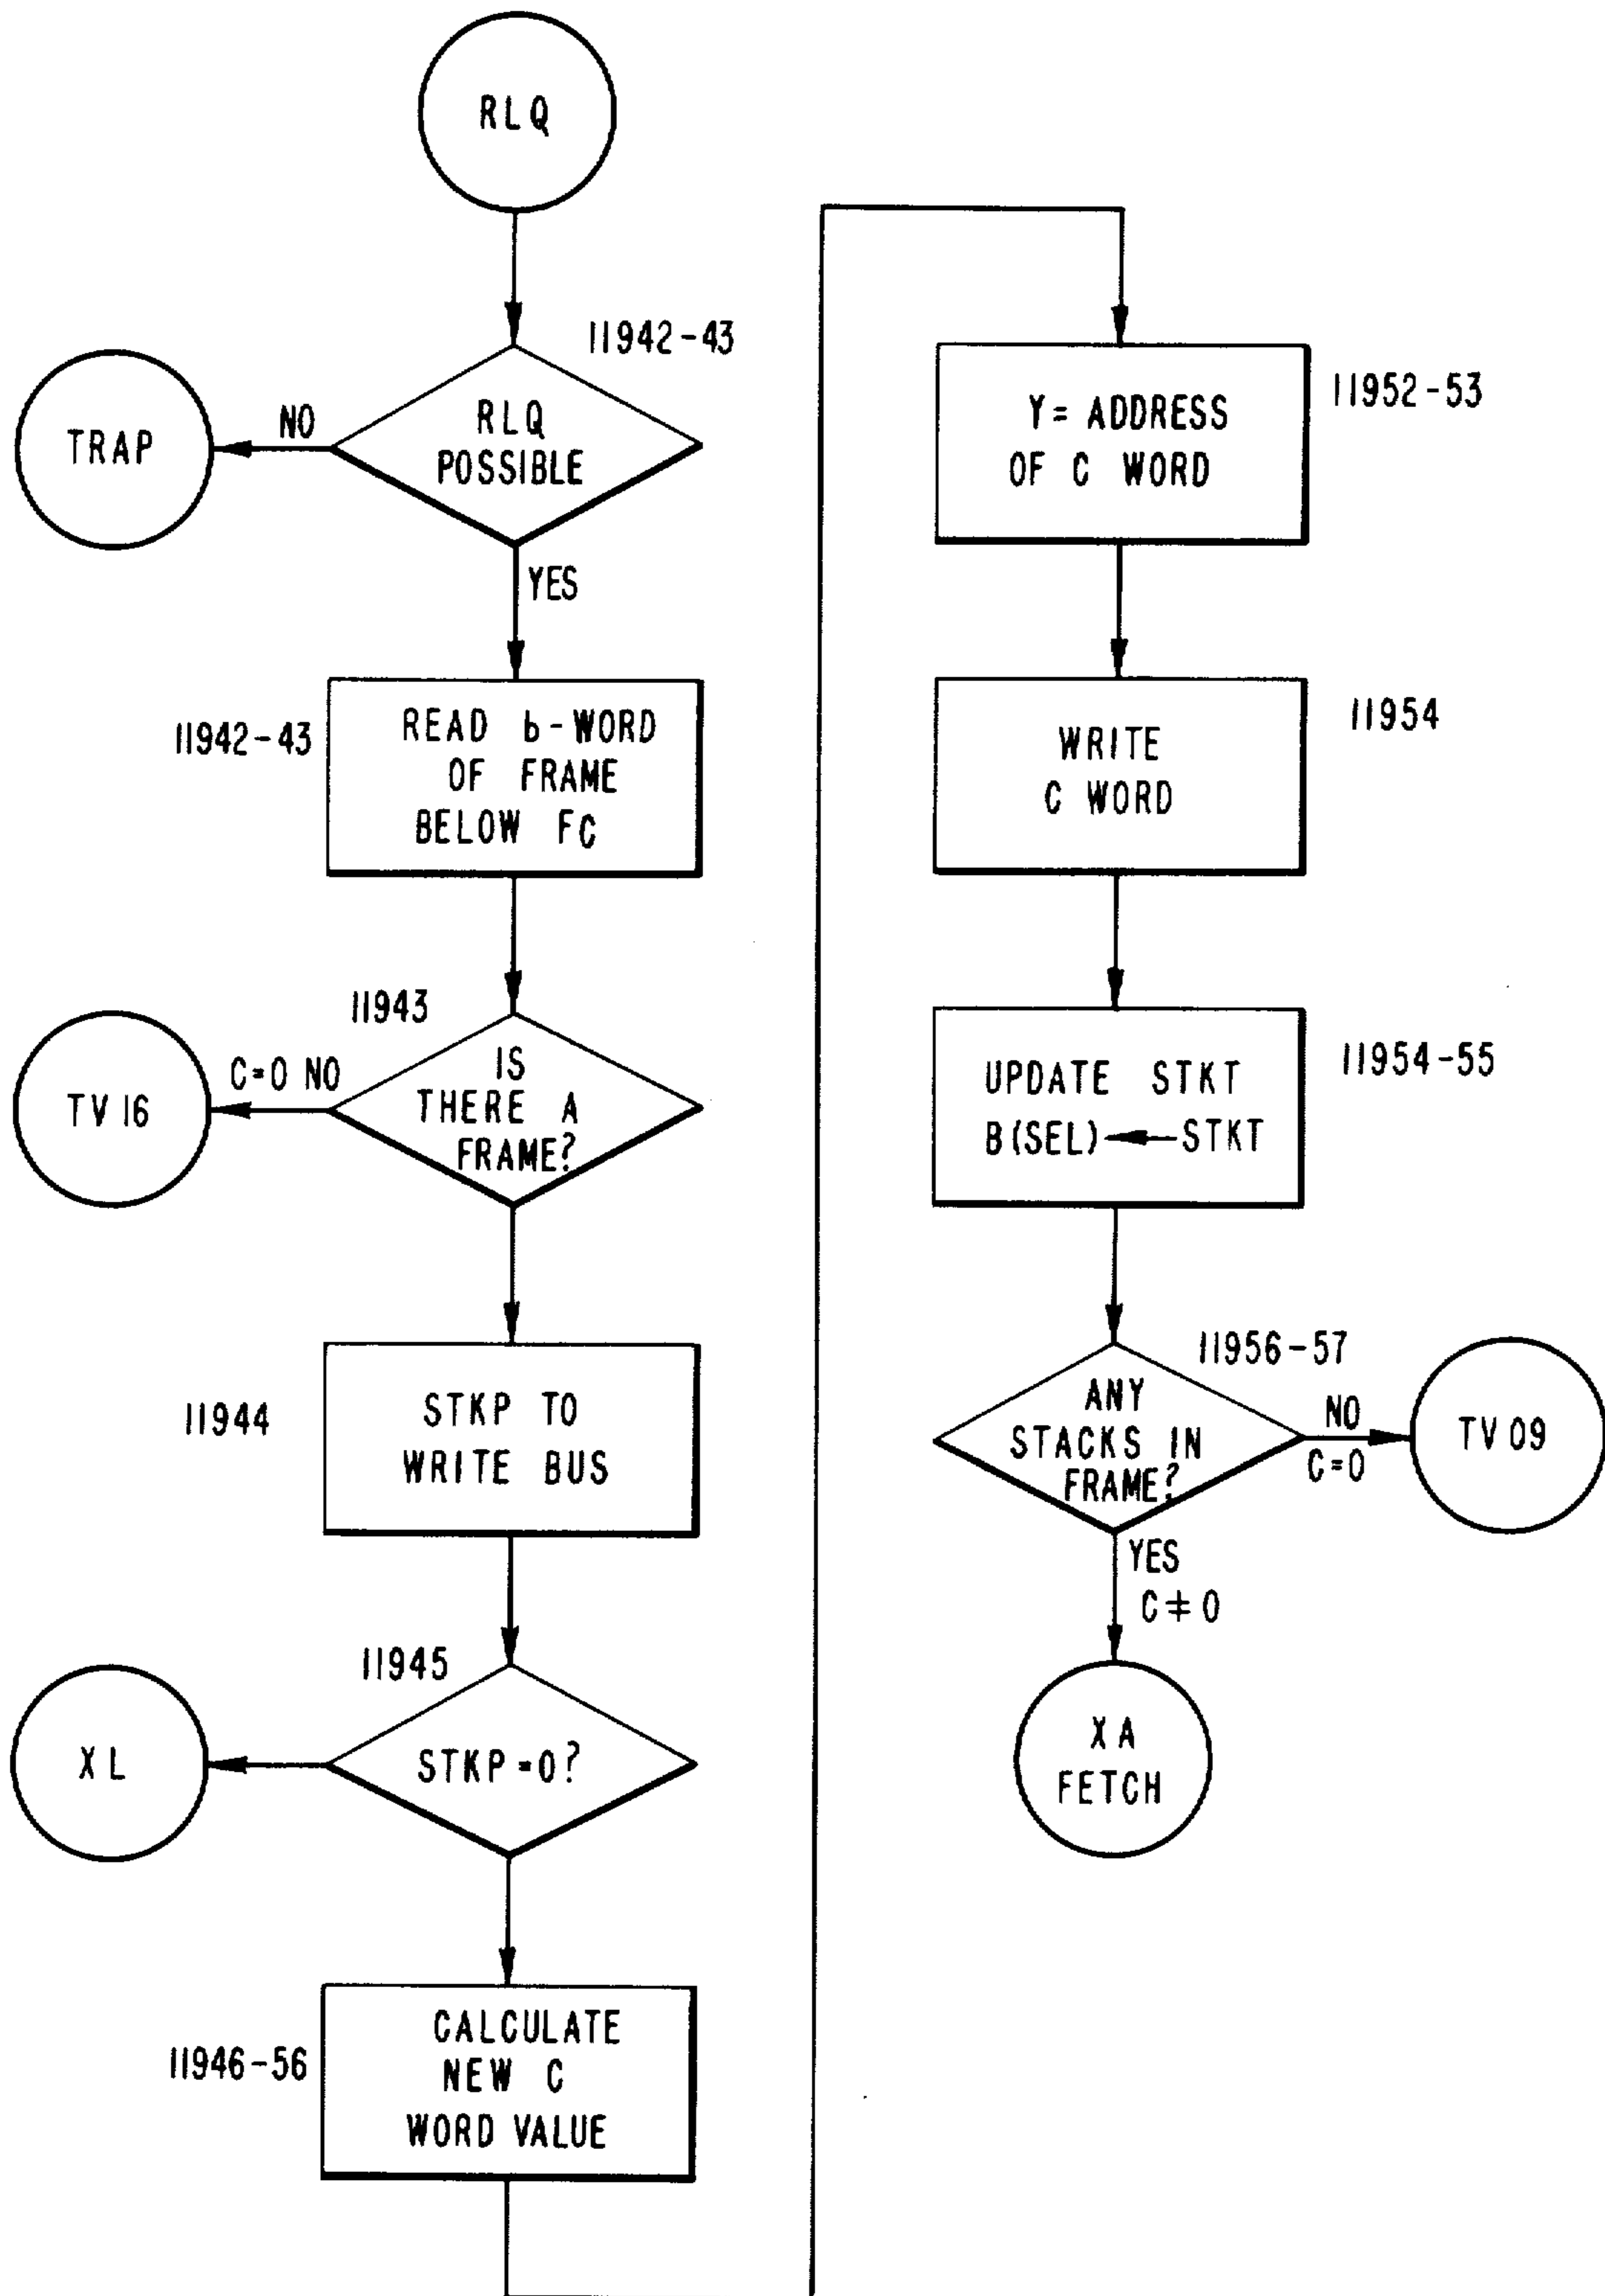 RLQ
11942-43
RLQ
POSSIBLE
NO
TRAP
YES
11942-43
READ b-WORD
OF FRAME
BELOW FC
11943
IS
THERE A
FRAME?
C=0 NO
TV 16
11944
STKP TO
WRITE BUS
11945
STKP=0?
XL
11946-56
CALCULATE
NEW C
WORD VALUE
Y= ADDRESS
OF C WORD
11952-53
WRITE
C WORD
11954
UPDATE STKT
B(SEL)←STKT
11954-55
11956-57
ANY
STACKS IN
FRAME?
NO
C=0
TV 09
YES
C≠0
XA
FETCH